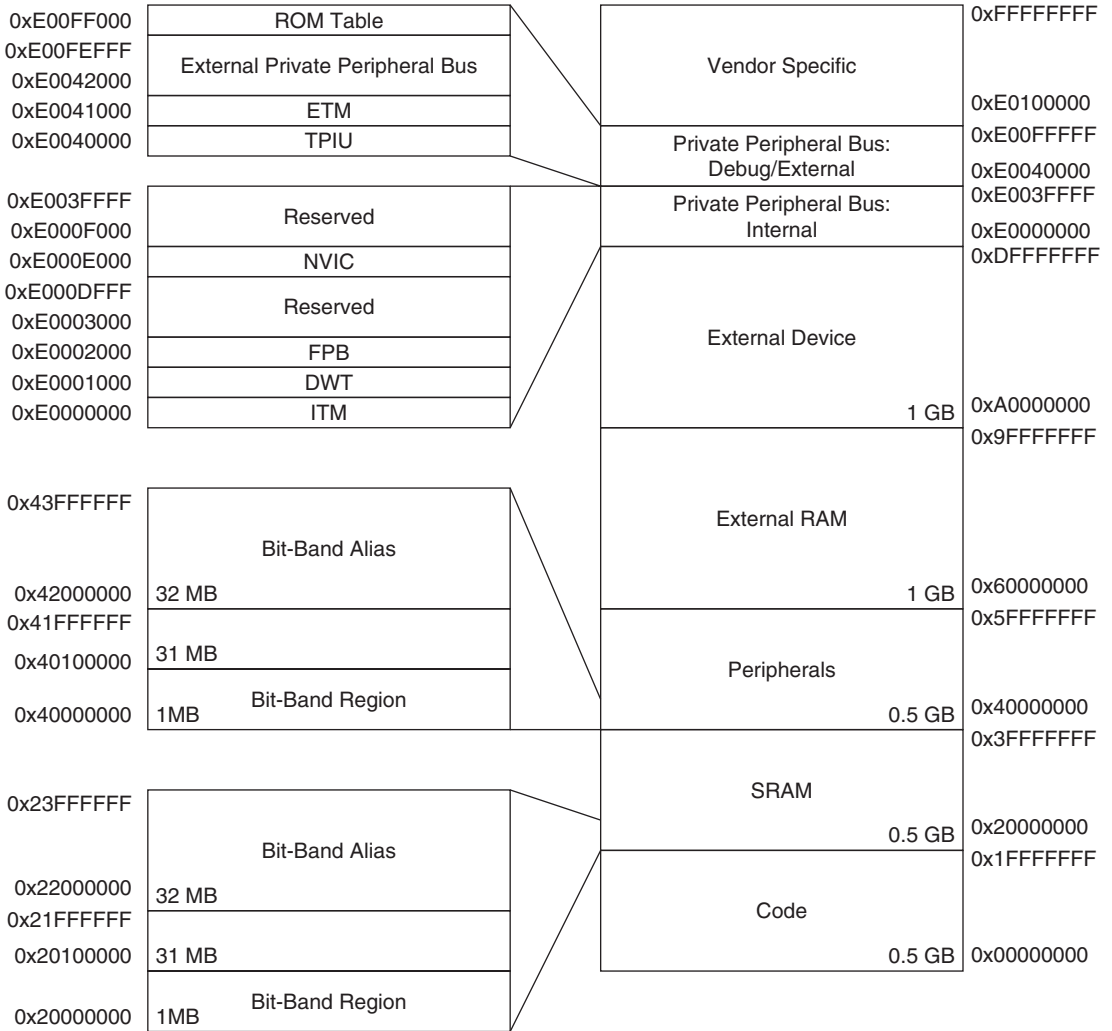 0xE00FF000
ROM Table
0xE00FEFFF
External Private Peripheral Bus
0xE0042000
0xE0041000
ETM
0xE0040000
TPIU
0xE003FFFF
Reserved
0xE000F000
0xE000E000
NVIC
0xE000DFFF
Reserved
0xE0003000
0xE0002000
FPB
0xE0001000
DWT
0xE0000000
ITM
0x43FFFFFF
Bit-Band Alias
0x42000000
32 MB
0x41FFFFFF
0x40100000
31 MB
Bit-Band Region
0x40000000
1MB
0x23FFFFFF
Bit-Band Alias
0x22000000
32 MB
0x21FFFFFF
0x20100000
31 MB
Bit-Band Region
0x20000000
1MB
0xFFFFFFFF
Vendor Specific
0xE0100000
0xE00FFFFF
Private Peripheral Bus:
Debug/External
0xE0040000
0xE003FFFF
Private Peripheral Bus:
Internal
0xE0000000
0xDFFFFFFF
External Device
1 GB
0xA0000000
0x9FFFFFFF
External RAM
1 GB
0x60000000
0x5FFFFFFF
Peripherals
0.5 GB
0x40000000
0x3FFFFFFF
SRAM
0.5 GB
0x20000000
0x1FFFFFFF
Code
0.5 GB
0x00000000